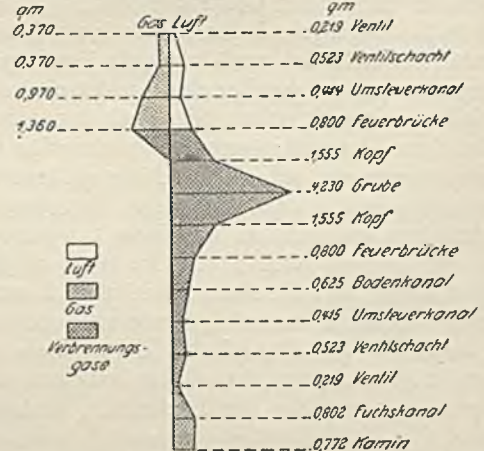 qm qm
0,370 Gas Luft 0,219 Ventil
0,370 0,523 Ventilschacht
0,970 0,414 Umsteuerkanal
1,360 0,800 Feuerbrücke
1,555 Kopf
4,230 Grube
1,555 Kopf
0,800 Feuerbrücke
0,625 Bodenkanal
0,415 Umsteuerkanal
0,523 Ventilschacht
0,219 Ventil
0,802 Fuchskanal
0,772 Kamin
Luft
Gas
Verbrennungs-
gase